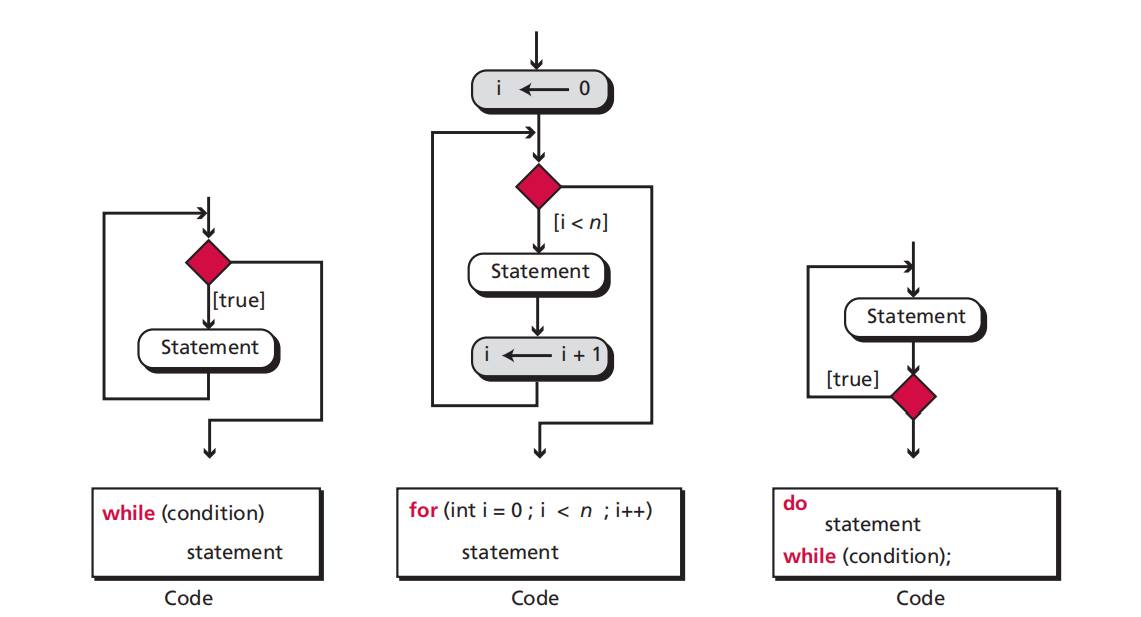 [true]
Statement
while (condition)
statement
Code
i ← 0
[i < n]
Statement
i ← i + 1
for (int i = 0 ; i < n ; i++)
statement
Code
Statement
[true]
do
statement
while (condition);
Code